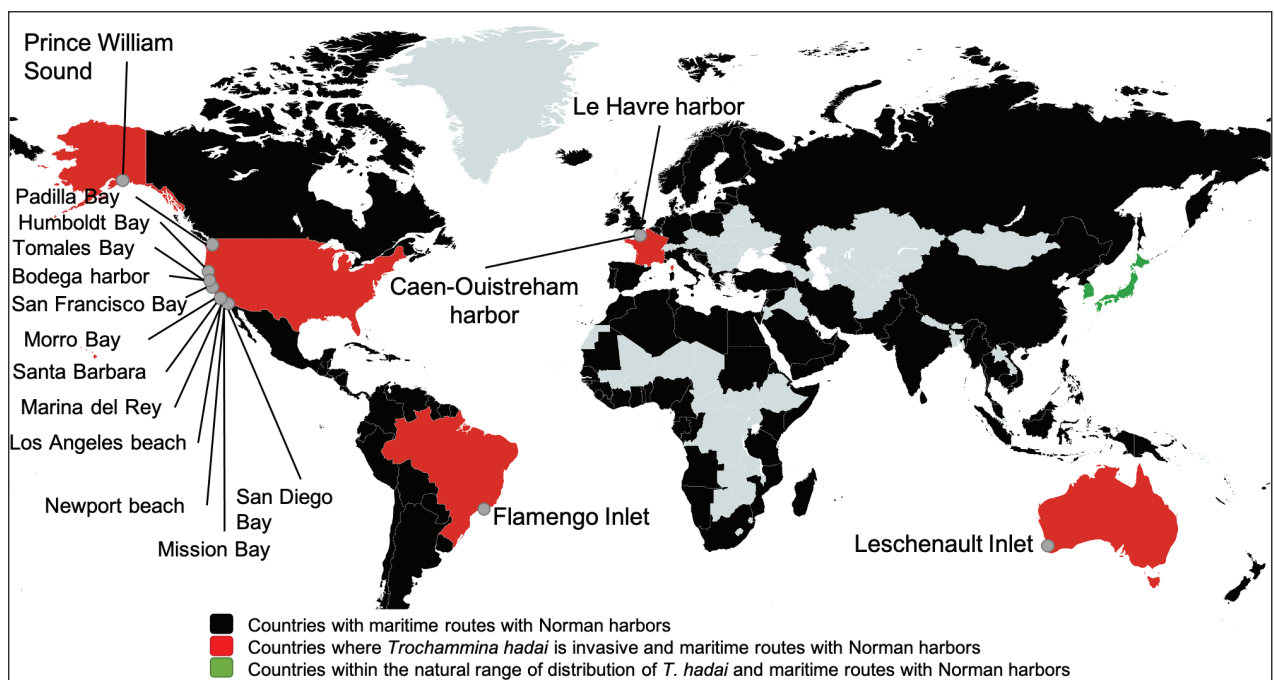 Prince William
Sound
Le Havre harbor
Padilla Bay
Humboldt Bay
Tomales Bay
Bodega harbor
San Francisco Bay
Caen-Ouistreham
harbor
Morro Bay
Santa Barbara
Marina del Rey
Los Angeles beach
Newport beach
San Diego
Bay
Mission Bay
Flamengo Inlet
Leschenault Inlet
Countries with maritime routes with Norman harbors
Countries where Trochammina hadai is invasive and maritime routes with Norman harbors
Countries within the natural range of distribution of T. hadai and maritime routes with Norman harbors